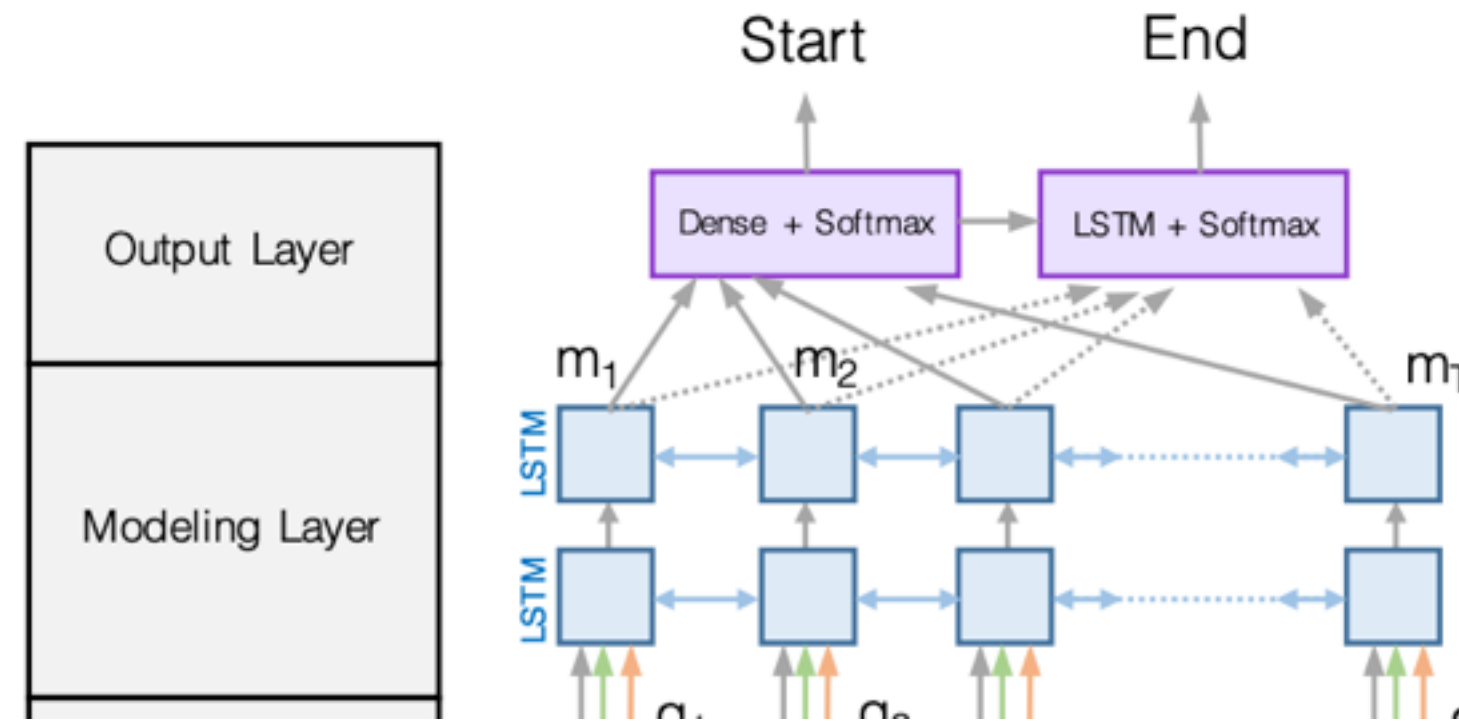 Start
End
Output Layer
Dense + Softmax
LSTM + Softmax
m1
m2
LSTM
Modeling Layer
LSTM